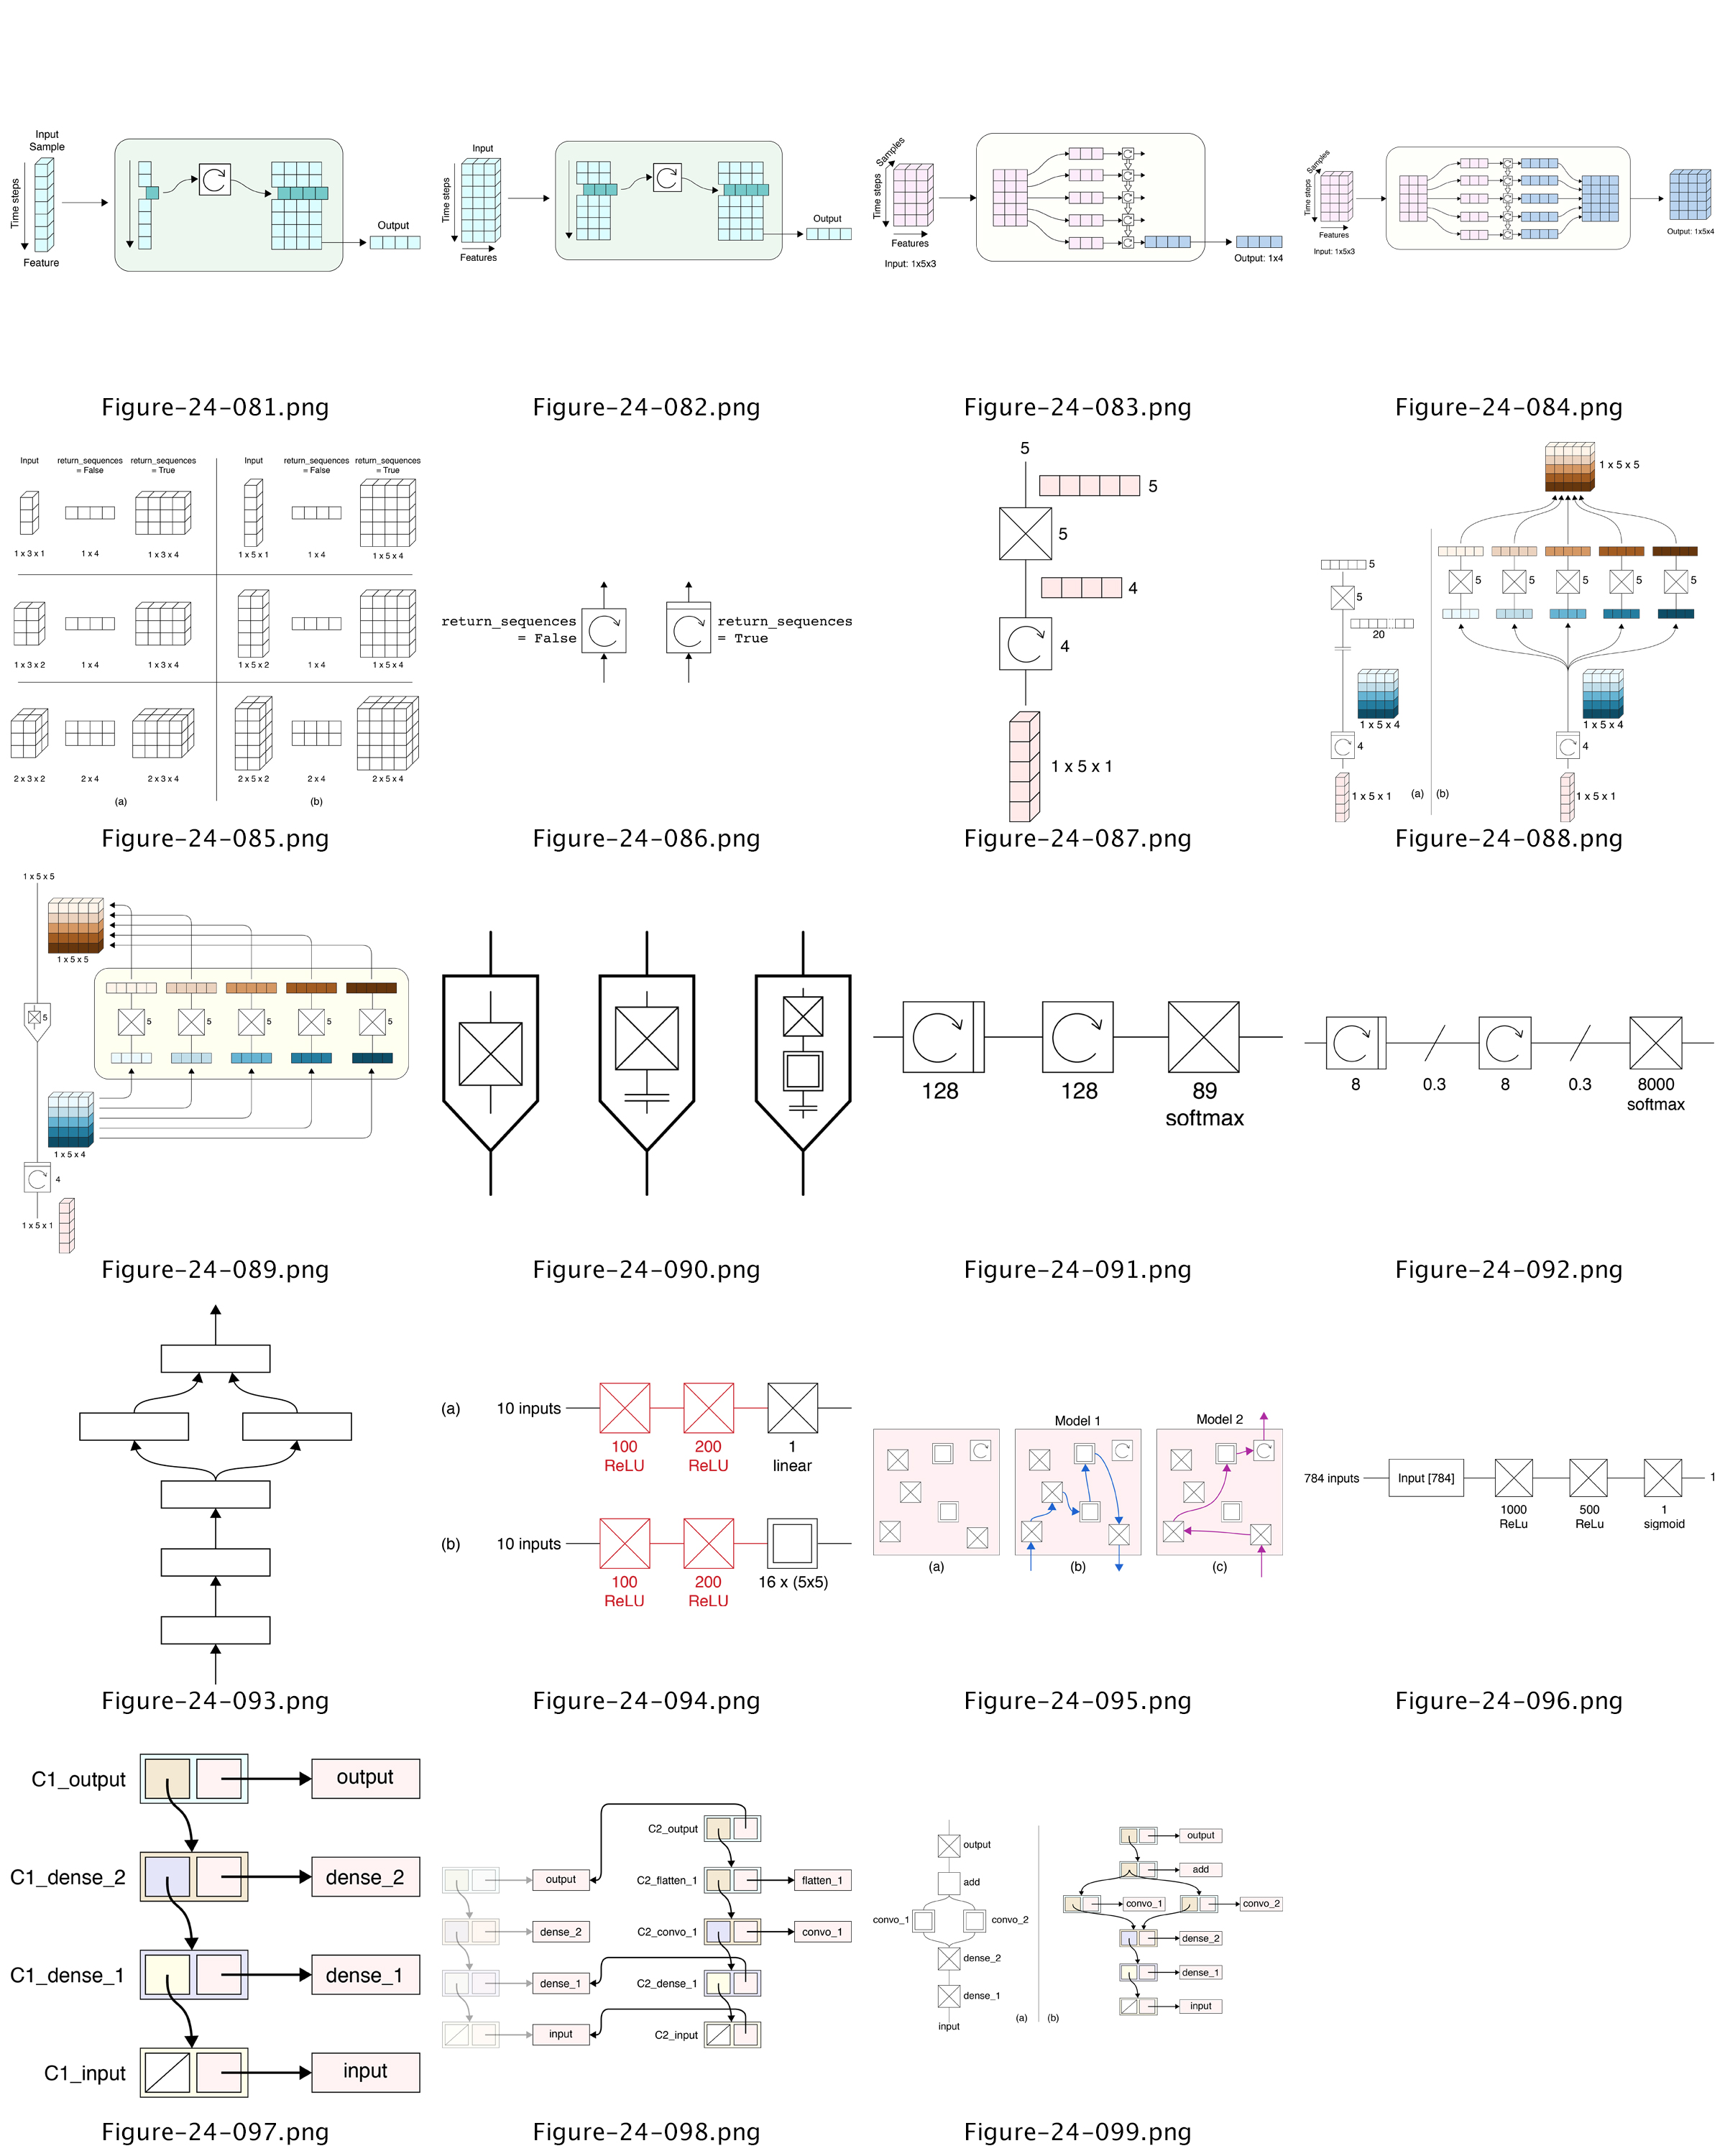 Input
Sample
Time steps
Feature
Output
Input
Time steps
Features
Output
Samples
Time steps
Features
Input: 1x5x3
Output: 1x4
Samples
Time steps
Features
Input: 1x5x3
Output: 1x5x4
Figure-24-081.png
Figure-24-082.png
Figure-24-083.png
Figure-24-084.png
Input
return_sequences
= False
return_sequences
= True
Input
return_sequences
= False
return_sequences
= True
1 x 3 x 1
1 x 4
1 x 3 x 4
1 x 5 x 1
1 x 4
1 x 5 x 4
1 x 3 x 2
1 x 4
1 x 3 x 4
1 x 5 x 2
1 x 4
1 x 5 x 4
2 x 3 x 2
2 x 4
2 x 3 x 4
2 x 5 x 2
2 x 4
2 x 5 x 4
(a)
(b)
return_sequences
= False
return_sequences
= True
5
5
5
4
4
1 x 5 x 1
5
5
20
1 x 5 x 4
4
1 x 5 x 1
(a)
(b)
1 x 5 x 5
5
5
5
5
5
1 x 5 x 4
4
1 x 5 x 1
Figure-24-085.png
Figure-24-086.png
Figure-24-087.png
Figure-24-088.png
1 x 5 x 5
1 x 5 x 5
5
5
5
5
5
5
1 x 5 x 4
4
1 x 5 x 1
128
128
89
softmax
8
0.3
8
0.3
8000
softmax
Figure-24-089.png
Figure-24-090.png
Figure-24-091.png
Figure-24-092.png
(a)
10 inputs
100
ReLU
200
ReLU
1
linear
(b)
10 inputs
100
ReLU
200
ReLU
16 x (5x5)
Model 1
Model 2
(a)
(b)
(c)
784 inputs
Input [784]
1000
ReLu
500
ReLu
1
sigmoid
1
Figure-24-093.png
Figure-24-094.png
Figure-24-095.png
Figure-24-096.png
C1_output
output
C1_dense_2
dense_2
C1_dense_1
dense_1
C1_input
input
C2_output
output
C2_flatten_1
flatten_1
dense_2
C2_convo_1
convo_1
dense_1
C2_dense_1
input
C2_input
output
add
convo_1
convo_2
dense_2
dense_1
input
(a)
(b)
output
add
convo_1
convo_2
dense_2
dense_1
input
Figure-24-097.png
Figure-24-098.png
Figure-24-099.png